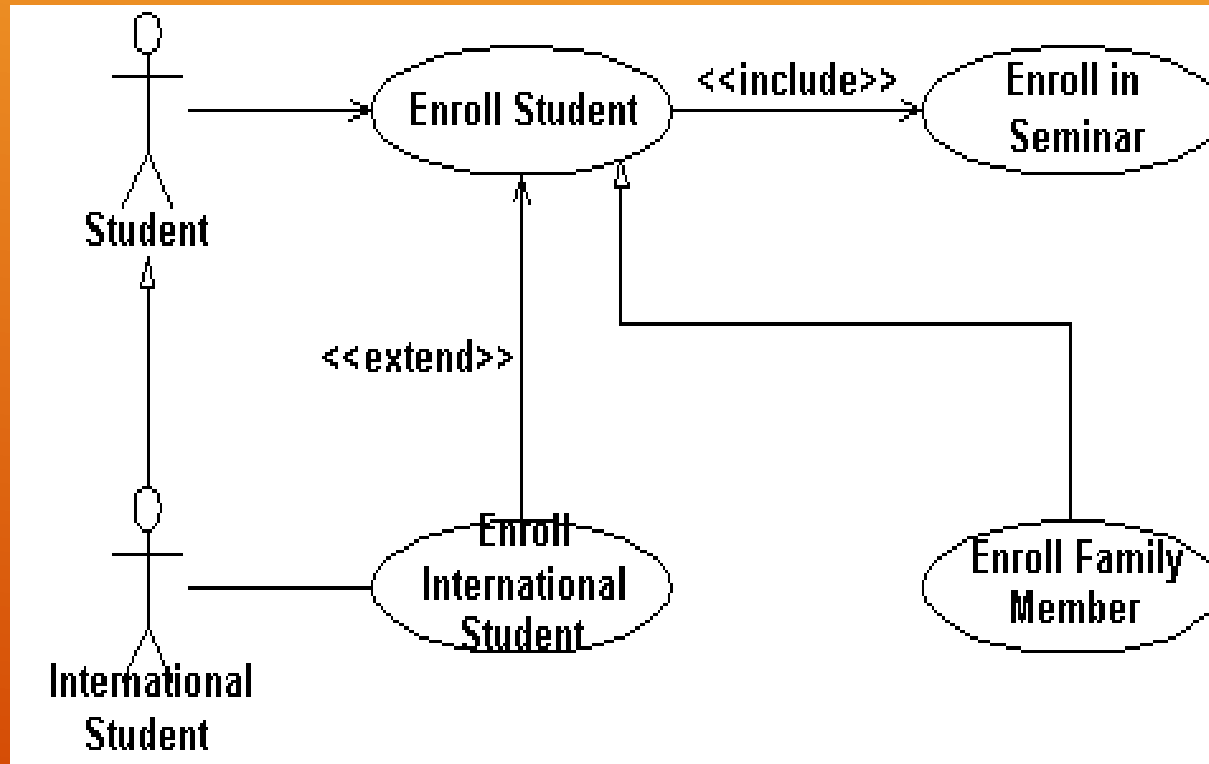 Enroll Student
<<include>>
Enroll in
Seminar
Student
<<extend>>
Enroll
International
Student
Enroll Family
Member
International
Student